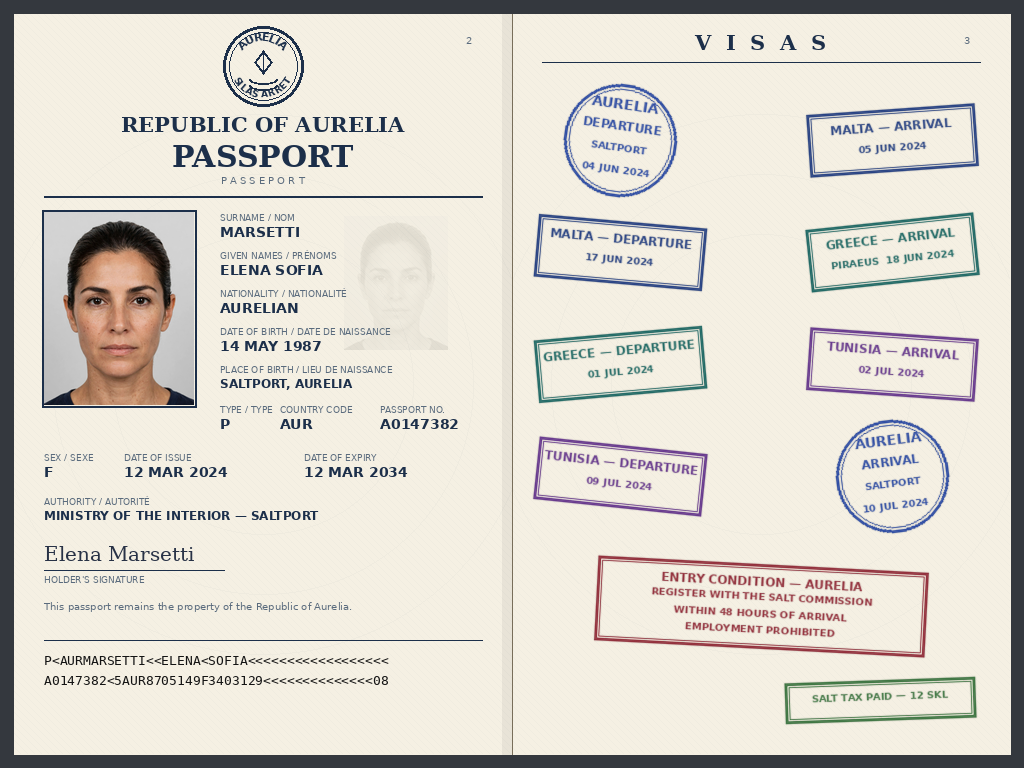 AURELIA
SILAS ARRET
2
REPUBLIC OF AURELIA
PASSPORT
PASSEPORT
SURNAME / NOM
MARSETTI
GIVEN NAMES / PRÉNOMS
ELENA SOFIA
NATIONALITY / NATIONALITÉ
AURELIAN
DATE OF BIRTH / DATE DE NAISSANCE
14 MAY 1987
PLACE OF BIRTH / LIEU DE NAISSANCE
SALTPORT, AURELIA
TYPE / TYPE COUNTRY CODE PASSPORT NO.
P AUR A0147382
SEX / SEXE DATE OF ISSUE DATE OF EXPIRY
F 12 MAR 2024 12 MAR 2034
AUTHORITY / AUTORITÉ
MINISTRY OF THE INTERIOR — SALTPORT
Elena Marsetti
HOLDER'S SIGNATURE
This passport remains the property of the Republic of Aurelia.
P<AURMARSETTI<<ELENA<SOFIA<<<<<<<<<<<<<<<<<<
A0147382<5AUR8705149F3403129<<<<<<<<<<<<<<08
VISAS
3
AURELIA
DEPARTURE
SALTPORT
04 JUN 2024
MALTA — ARRIVAL
05 JUN 2024
MALTA — DEPARTURE
17 JUN 2024
GREECE — ARRIVAL
PIRAEUS 18 JUN 2024
GREECE — DEPARTURE
01 JUL 2024
TUNISIA — ARRIVAL
02 JUL 2024
TUNISIA — DEPARTURE
09 JUL 2024
AURELIA
ARRIVAL
SALTPORT
10 JUL 2024
ENTRY CONDITION — AURELIA
REGISTER WITH THE SALT COMMISSION
WITHIN 48 HOURS OF ARRIVAL
EMPLOYMENT PROHIBITED
SALT TAX PAID — 12 SKL